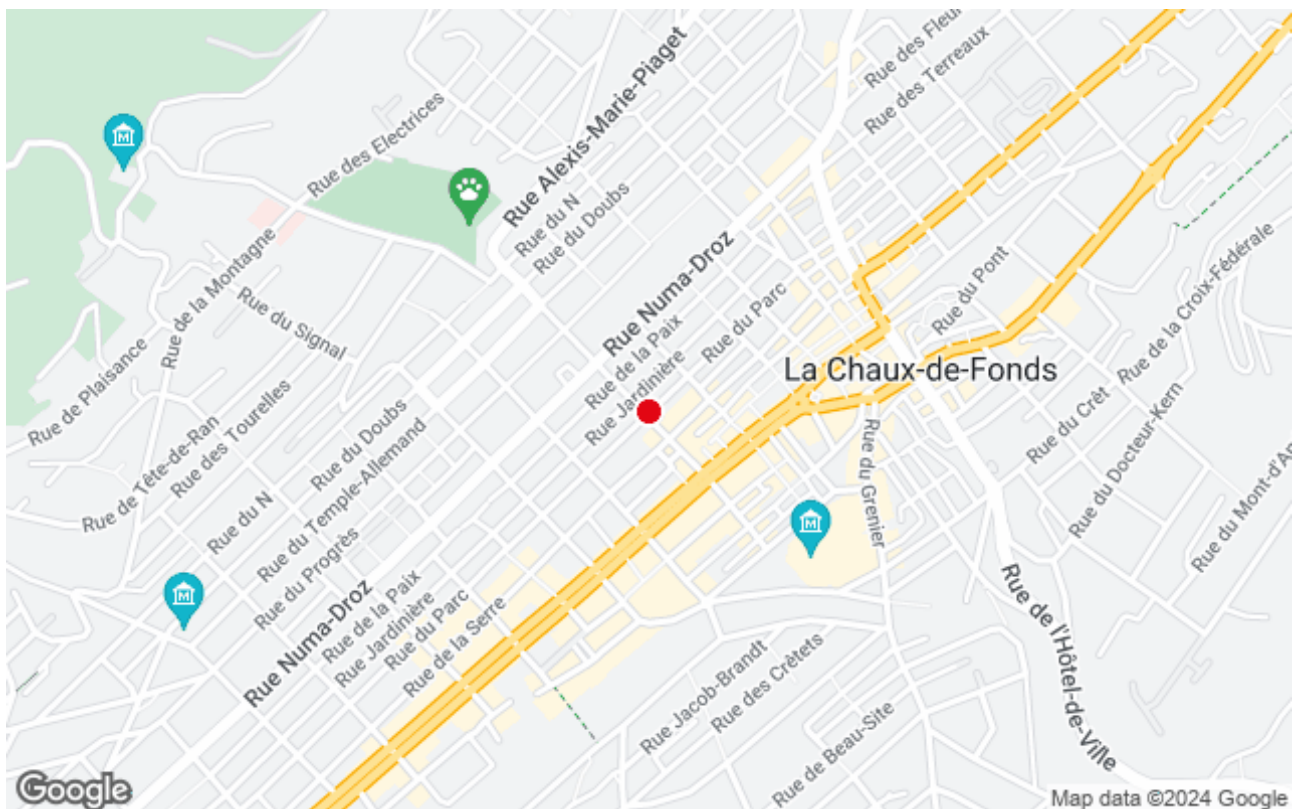 Rue des Fleu
Rue des Terreaux
Rue Alexis-Marie-Piaget
Rue des Electrices
Rue du N
Rue du Doubs
Rue de la Montagne
Rue Numa-Droz
Rue du Pont
Rue de la Croix-Fédérale
Rue du Parc
Rue du Signal
Rue de la Paix
Rue Jardinière
La Chaux-de-Fonds
Rue de Plaisance
Rue des Tourelles
Rue du Doubs
Rue du Crêt
Rue du Docteur-Kern
Rue de Tête-de-Ran
Rue du Temple-Allemand
Rue du Grenier
Rue du Mont-d'Am
Rue du N
Rue du Progrès
Rue de la Paix
Rue Jardinière
Rue du Parc
Rue de la Serre
Rue Numa-Droz
Rue de l'Hôtel-de-Ville
Rue Jacob-Brandt
Rue des Crêtets
Rue de Beau-Site
Google
Map data ©2024 Google